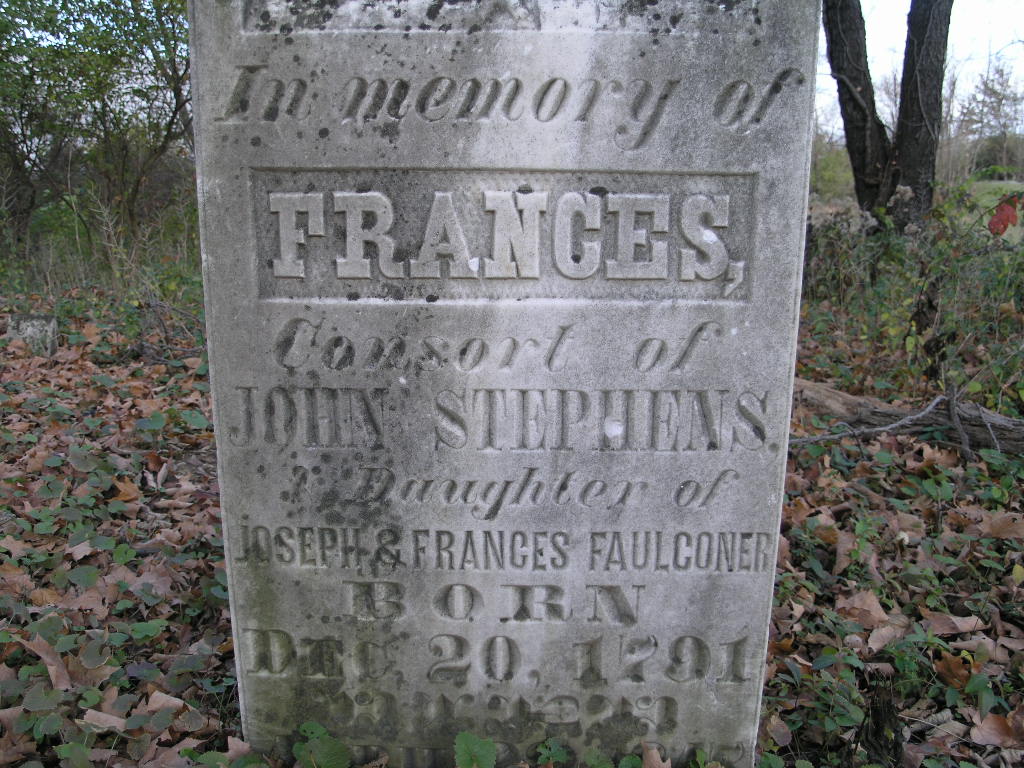 In memory of
FRANCES,
Consort of
JOHN STEPHENS.
& Daughter of
JOSEPH & FRANCES FAULCONER
BORN
DEC, 20, 1791